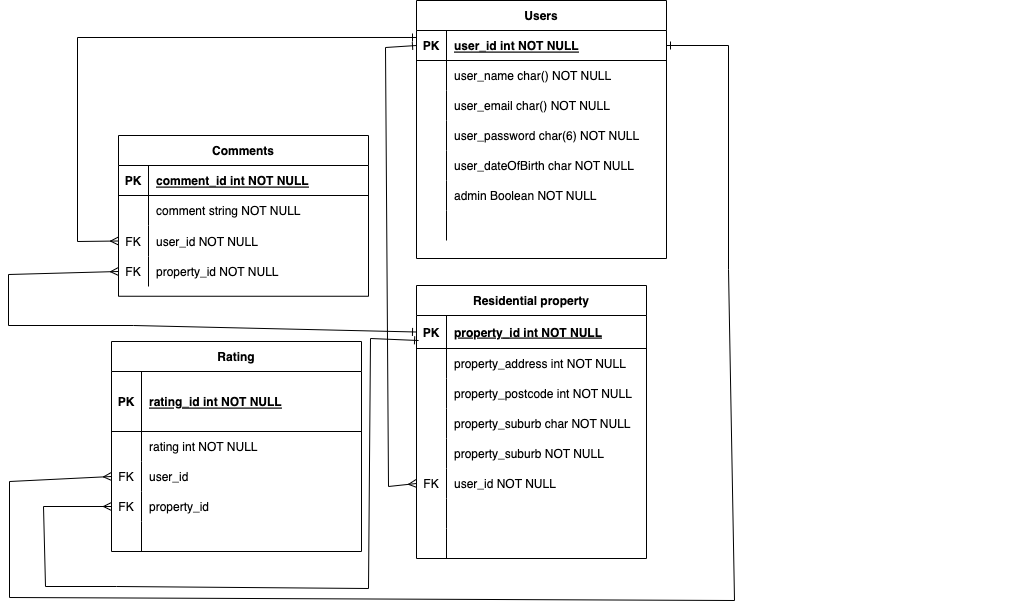 Users
PK user_id int NOT NULL
user_name char() NOT NULL
user_email char() NOT NULL
user_password char(6) NOT NULL
user_dateOfBirth char NOT NULL
admin Boolean NOT NULL
Comments
PK comment_id int NOT NULL
comment string NOT NULL
FK user_id NOT NULL
FK property_id NOT NULL
Residential property
PK property_id int NOT NULL
property_address int NOT NULL
property_postcode int NOT NULL
property_suburb char NOT NULL
property_suburb NOT NULL
FK user_id NOT NULL
Rating
PK rating_id int NOT NULL
rating int NOT NULL
FK user_id
FK property_id